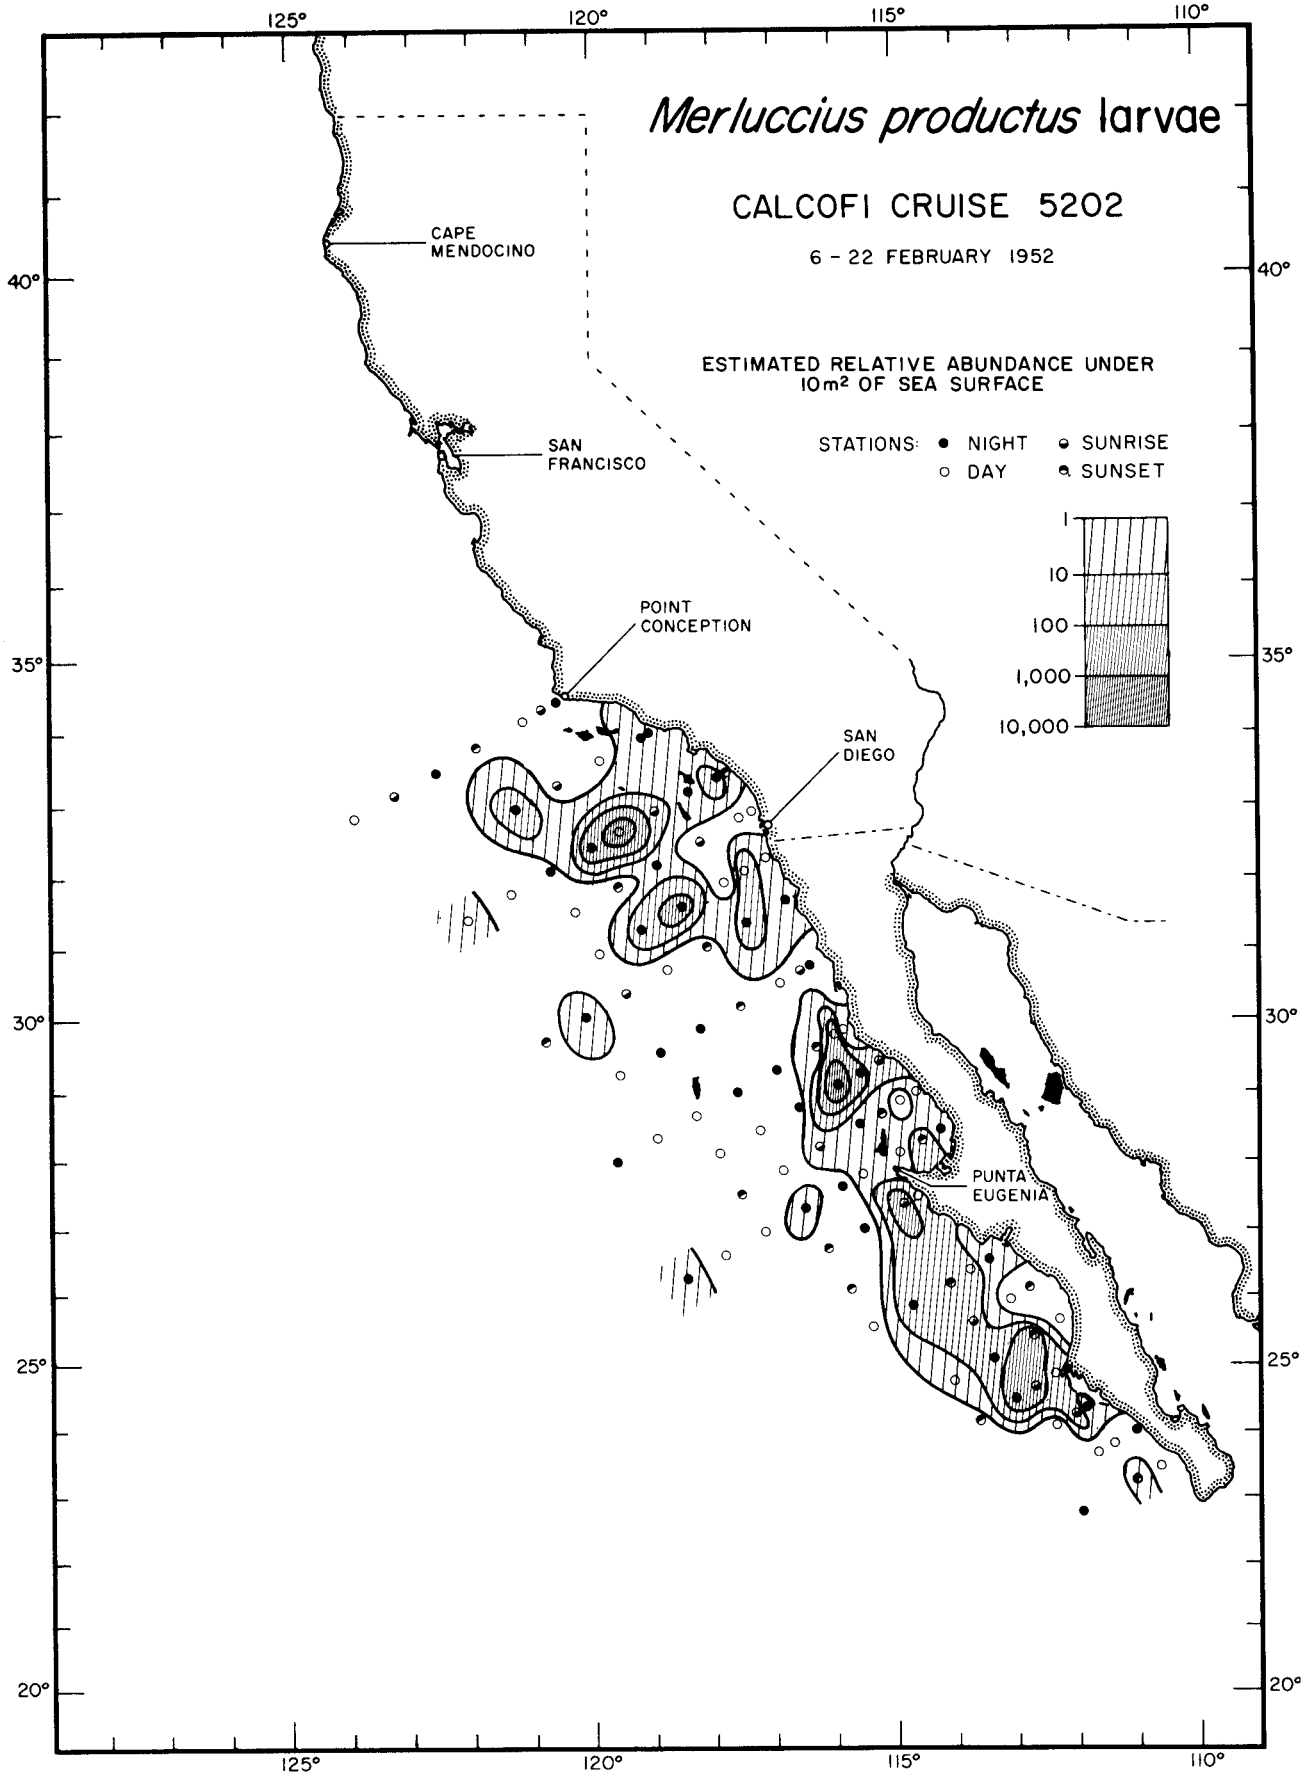 125°
120°
115°
110°
Merluccius productus larvae
CALCOFI CRUISE 5202
6 – 22 FEBRUARY 1952
CAPE
MENDOCINO
40°
40°
ESTIMATED RELATIVE ABUNDANCE UNDER
10m² OF SEA SURFACE
STATIONS: ● NIGHT ◒ SUNRISE
○ DAY ◓ SUNSET
SAN
FRANCISCO
1
10
100
1,000
10,000
POINT
CONCEPTION
35°
35°
SAN
DIEGO
30°
30°
PUNTA
EUGENIA
25°
25°
20°
20°
125°
120°
115°
110°